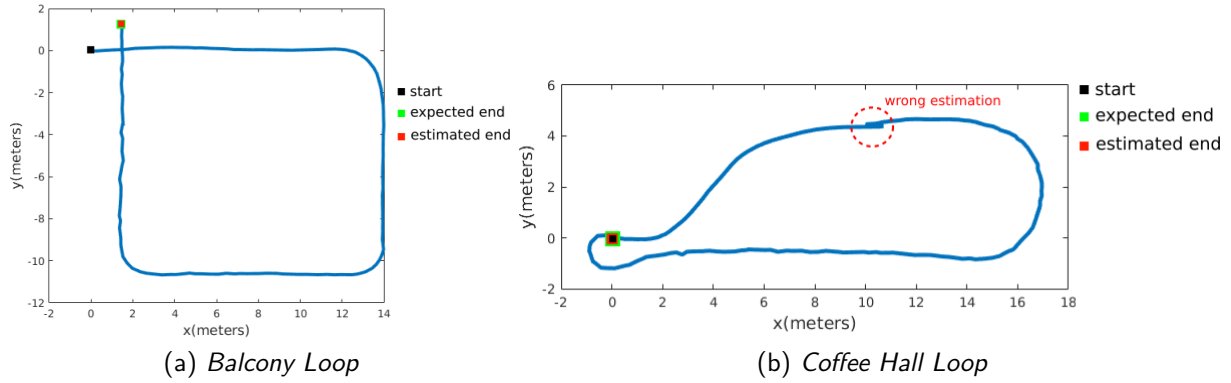 2
0
-2
-4
-6
-8
-10
-12
-2 0 2 4 6 8 10 12 14
y(meters)
x(meters)
start
expected end
estimated end
(a) Balcony Loop
6
4
2
0
-2
-2 0 2 4 6 8 10 12 14 16 18
y(meters)
x(meters)
wrong estimation
start
expected end
estimated end
(b) Coffee Hall Loop